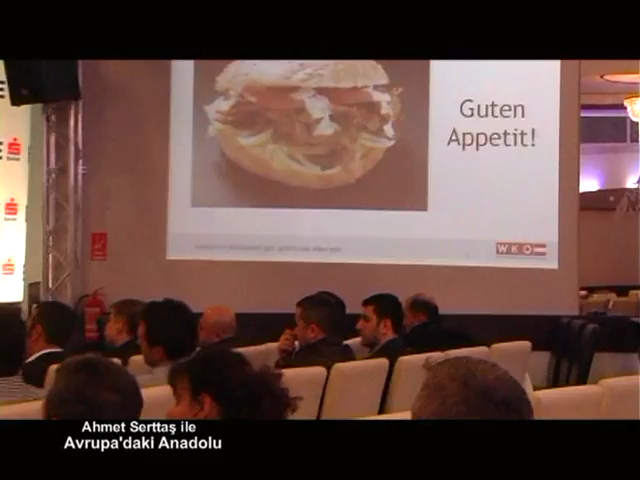 Guten
Appetit!
WKO
Ahmet Serttaş ile
Avrupa'daki Anadolu